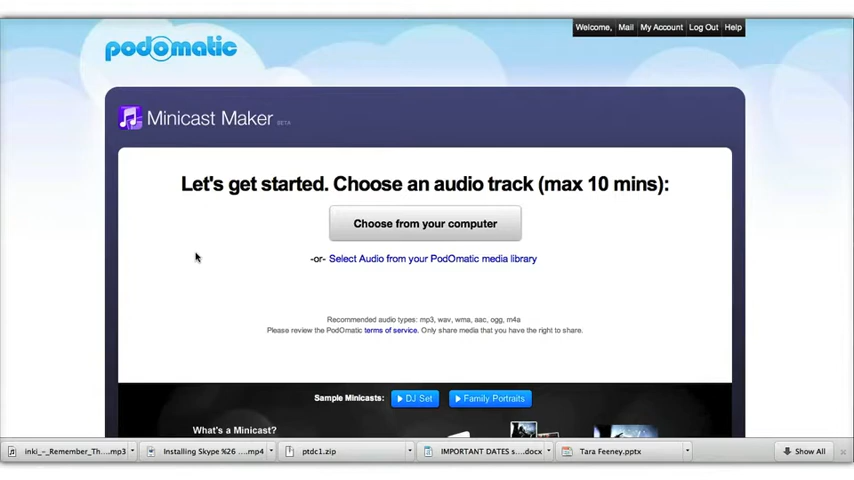 Welcome, Mail My Account Log Out Help
podomatic
Minicast Maker BETA
Let's get started. Choose an audio track (max 10 mins):
Choose from your computer
-or- Select Audio from your PodOmatic media library
Recommended audio types: mp3, wav, wma, aac, ogg, m4a
Please review the PodOmatic terms of service. Only share media that you have the right to share.
Sample Minicasts: DJ Set Family Portraits
What's a Minicast?
inki_-_Remember_Th....mp3 Installing Skype %26 ....mp4 ptdc1.zip IMPORTANT DATES s....docx Tara Feeney.pptx Show All